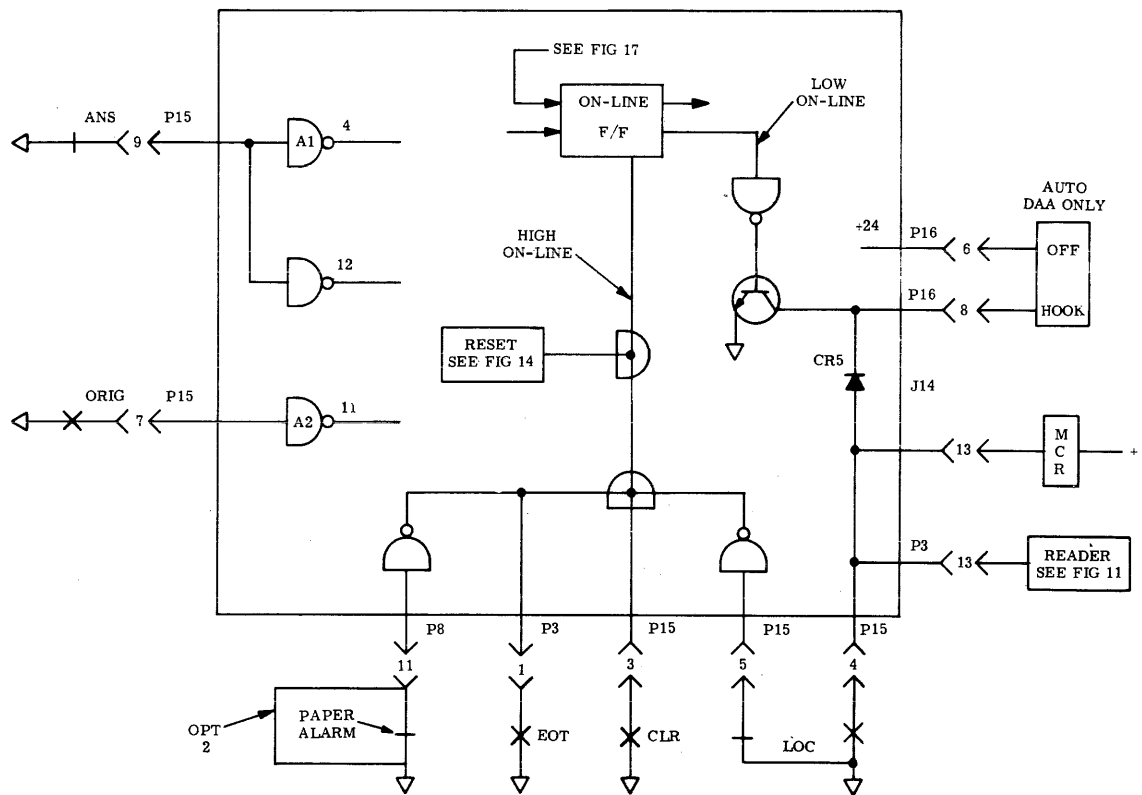 SEE FIG 17
ON-LINE
F/F
LOW
ON-LINE
ANS
P15
9
A1
4
12
HIGH
ON-LINE
AUTO
DAA ONLY
+24
P16
6
OFF
P16
8
HOOK
RESET
SEE FIG 14
CR5
J14
ORIG
P15
7
A2
11
13
M
C
R
+
P3
13
READER
SEE FIG 11
P8
P3
P15
P15
P15
11
1
3
5
4
OPT
2
PAPER
ALARM
EOT
CLR
LOC